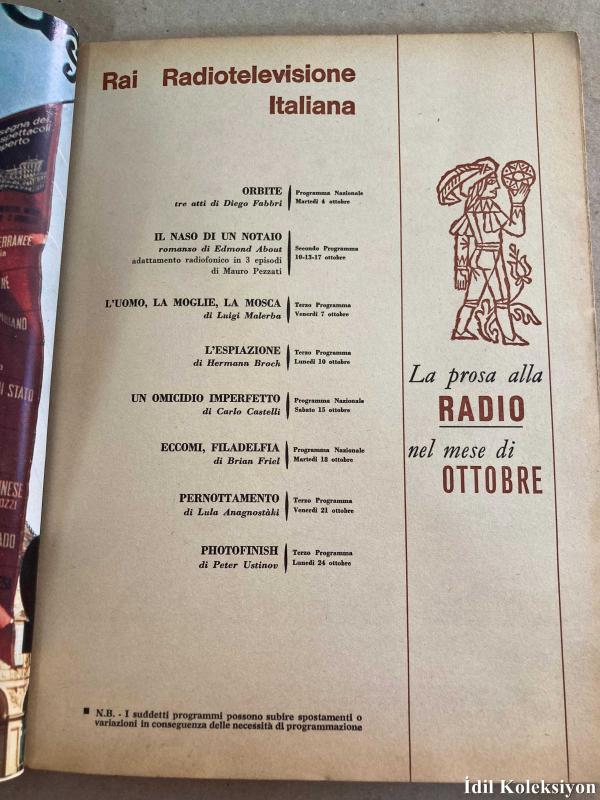 segna dei
spettacoli
perto
Rai Radiotelevisione
Italiana
ORBITE
tre atti di Diego Fabbri
Programma Nazionale
Martedì 4 ottobre
IL NASO DI UN NOTAIO
romanzo di Edmond About
adattamento radiofonico in 3 episodi
di Mauro Pezzati
Secondo Programma
10-13-17 ottobre
L'UOMO, LA MOGLIE, LA MOSCA
di Luigi Malerba
Terzo Programma
Venerdì 7 ottobre
L'ESPIAZIONE
di Hermann Broch
Terzo Programma
Lunedì 10 ottobre
UN OMICIDIO IMPERFETTO
di Carlo Castelli
Programma Nazionale
Sabato 15 ottobre
ECCOMI, FILADELFIA
di Brian Friel
Programma Nazionale
Martedì 18 ottobre
PERNOTTAMENTO
di Lula Anagnostàki
Terzo Programma
Venerdì 21 ottobre
PHOTOFINISH
di Peter Ustinov
Terzo Programma
Lunedì 24 ottobre
N.B. - I suddetti programmi possono subire spostamenti o
variazioni in conseguenza delle necessità di programmazione
La prosa alla
RADIO
nel mese di
OTTOBRE
İdil Koleksiyon